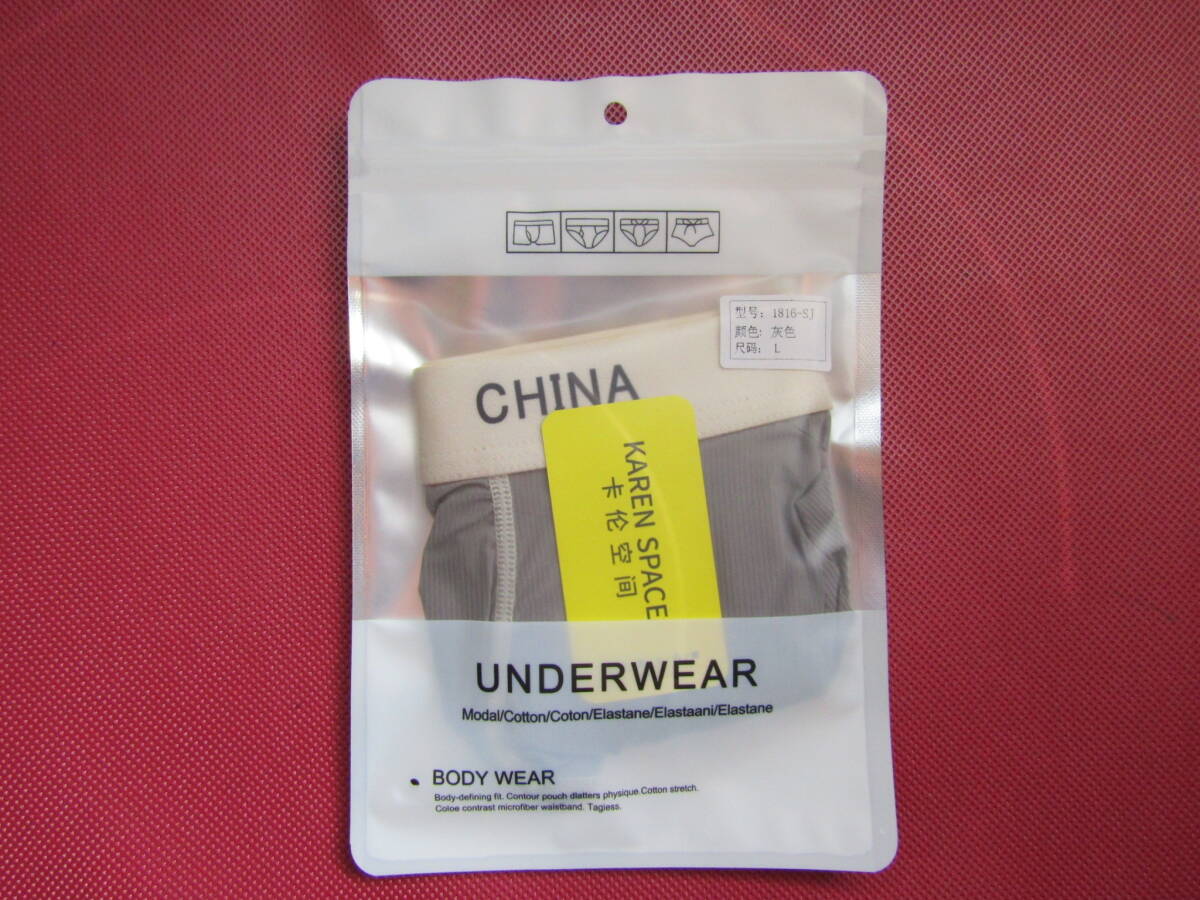 型号: 1816-SJ
颜色: 灰色
尺码: L
CHINA
KAREN SPACE
卡伦空间
UNDERWEAR
Modal/Cotton/Coton/Elastane/Elastaani/Elastane
BODY WEAR
Body-defining fit. Contour pouch dlatters physique.Cotton stretch.
Coloe contrast microfiber waistband. Tagiess.